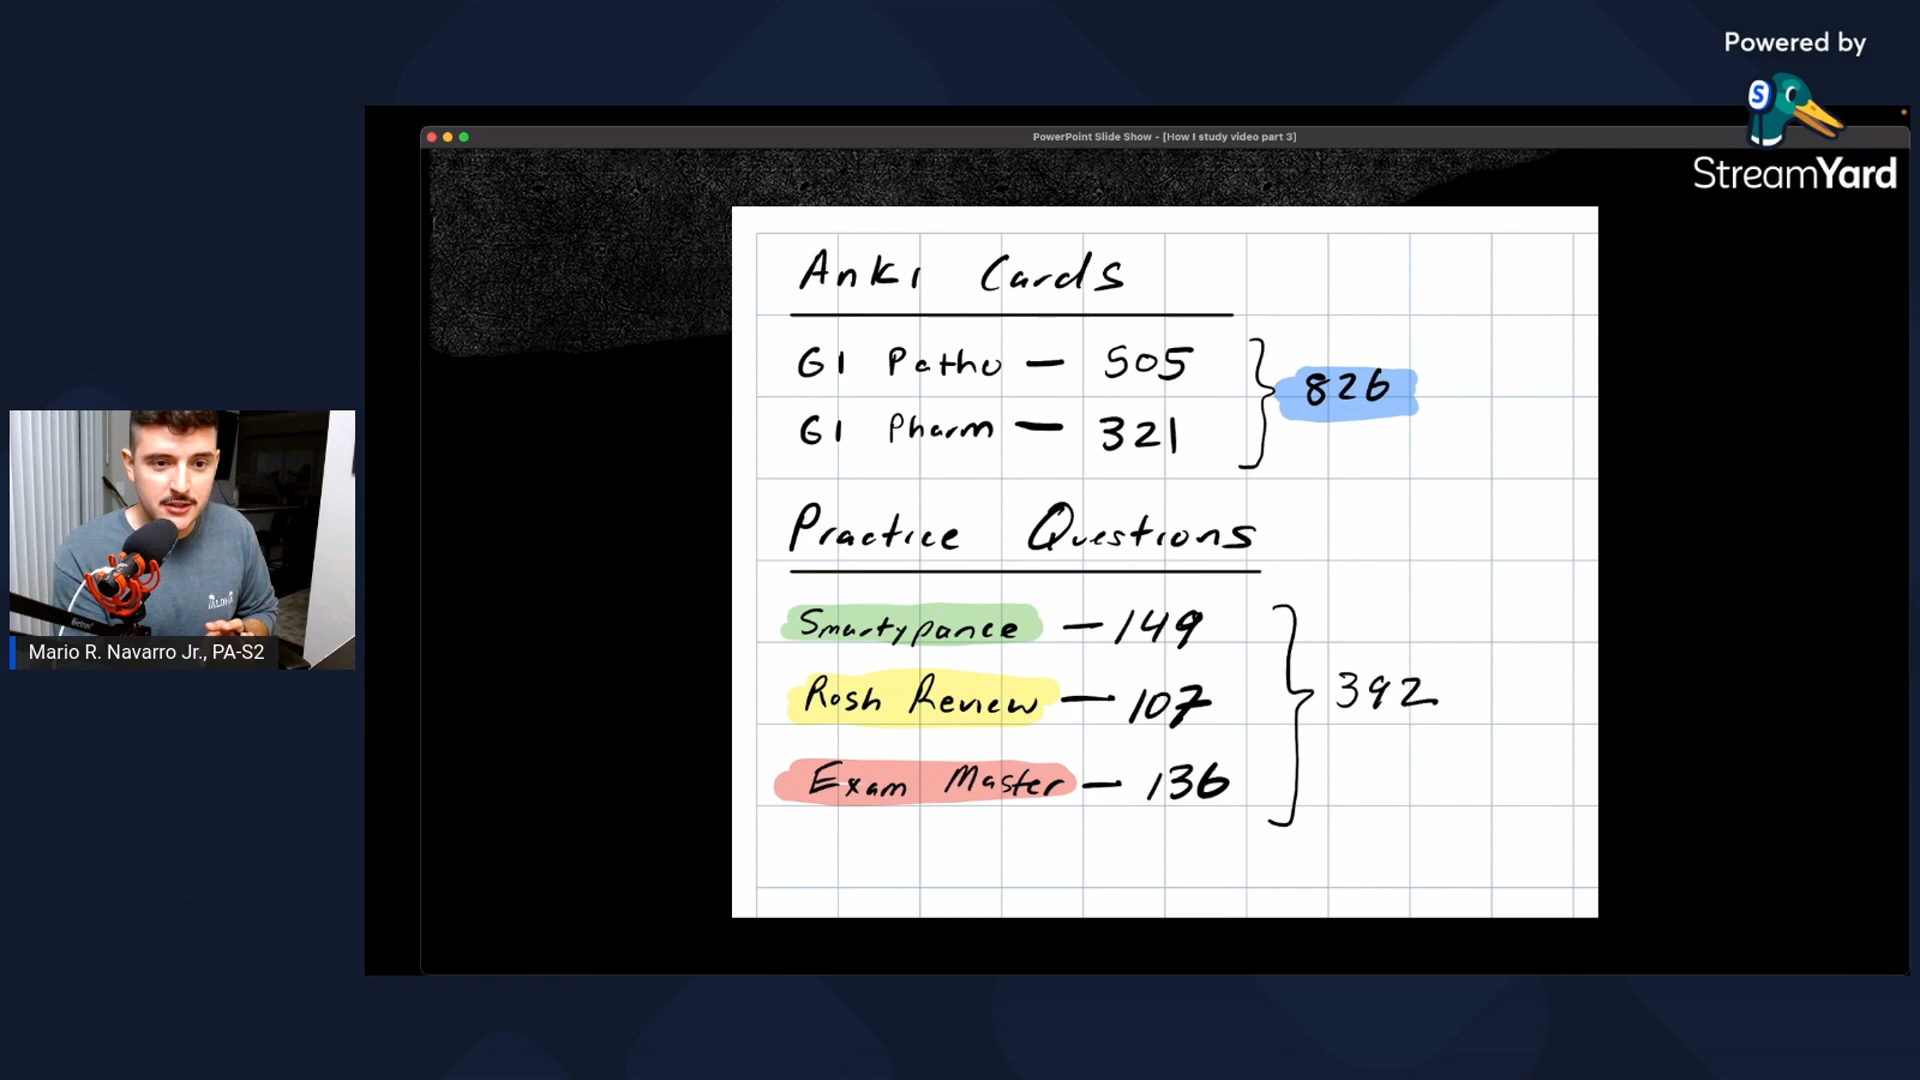 Powered by
S
StreamYard
PowerPoint Slide Show - [How I study video part 3]
Anki Cards
GI Patho — 505
GI Pharm — 321
826
Practice Questions
Smartypance — 149
Rosh Review — 107
Exam Master — 136
392
Mario R. Navarro Jr., PA-S2